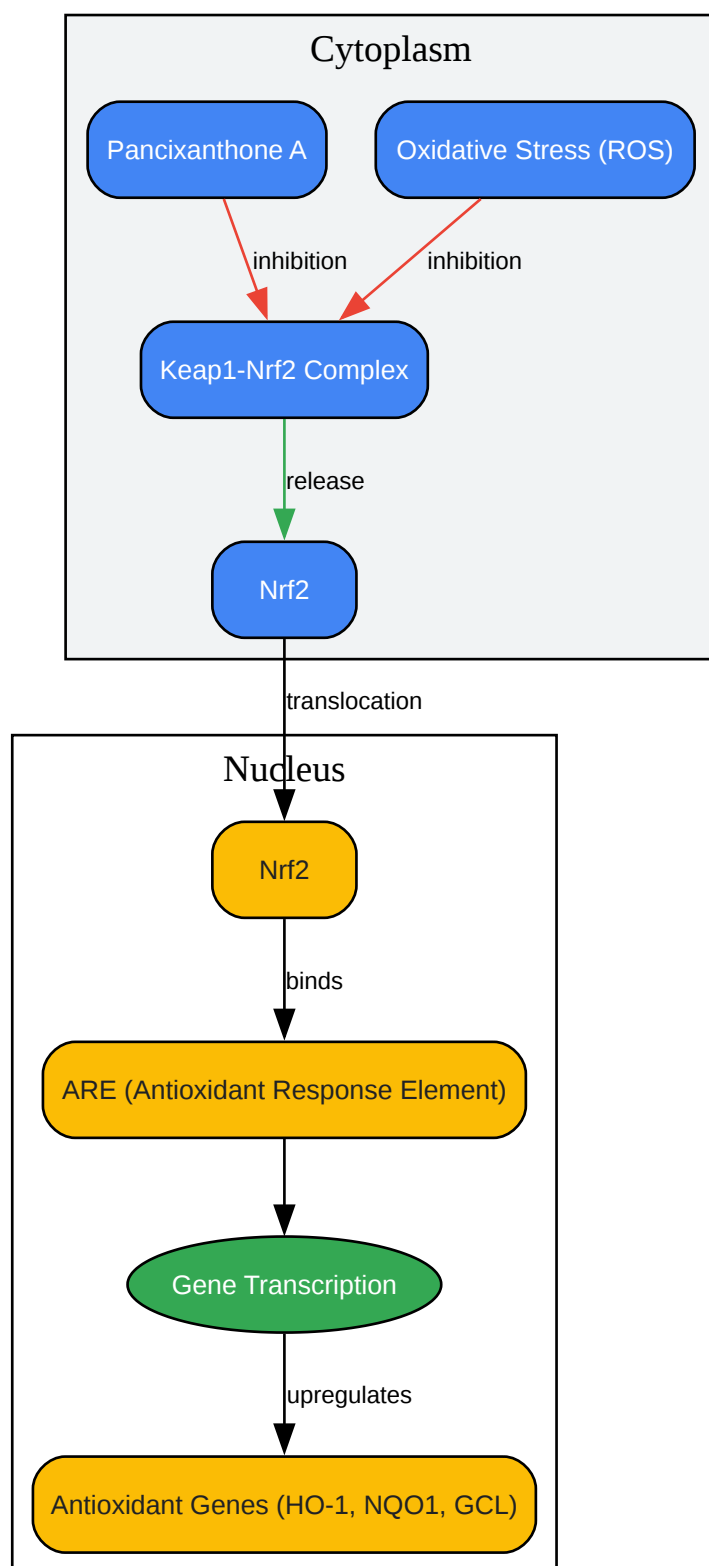 Cytoplasm
Pancixanthone A
Oxidative Stress (ROS)
inhibition
inhibition
Keap1-Nrf2 Complex
release
Nrf2
translocation
Nucleus
Nrf2
binds
ARE (Antioxidant Response Element)
Gene Transcription
upregulates
Antioxidant Genes (HO-1, NQO1, GCL)